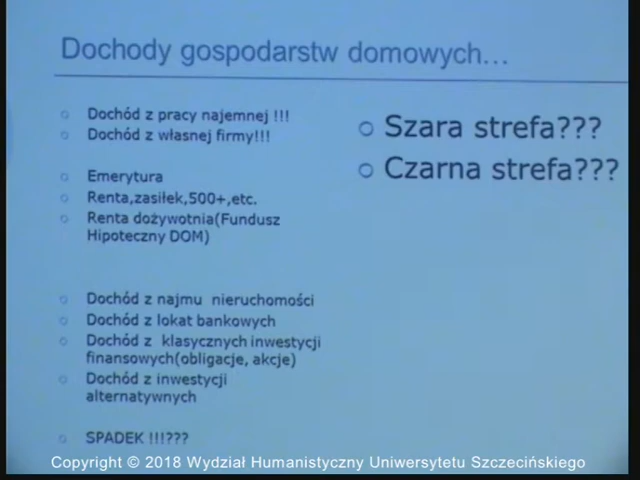 Dochody gospodarstw domowych...
Dochód z pracy najemnej !!!
Dochód z własnej firmy!!!
Emerytura
Renta,zasiłek,500+,etc.
Renta dożywotnia(Fundusz
Hipoteczny DOM)
Dochód z najmu nieruchomości
Dochód z lokat bankowych
Dochód z klasycznych inwestycji
finansowych(obligacje, akcje)
Dochód z inwestycji
alternatywnych
SPADEK !!!???
Szara strefa???
Czarna strefa???
Copyright © 2018 Wydział Humanistyczny Uniwersytetu Szczecińskiego